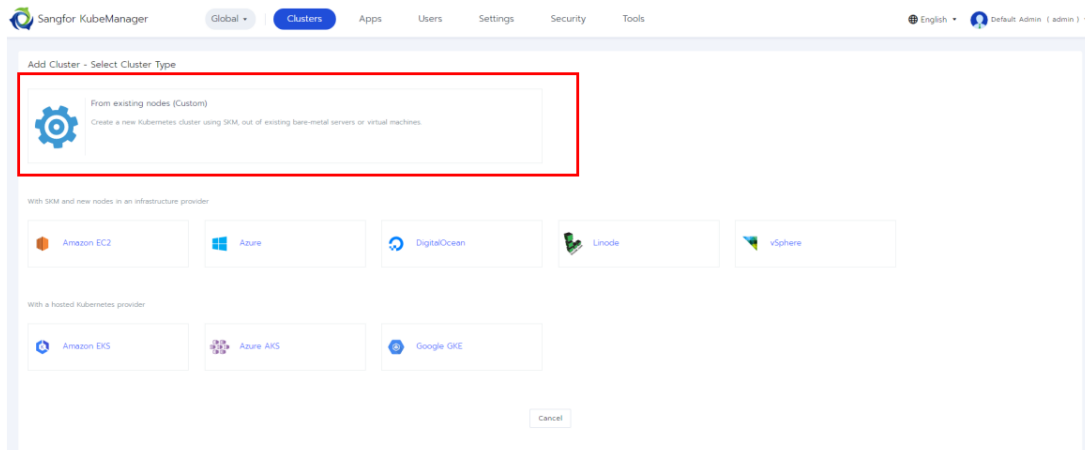 Sangfor KubeManager Global Clusters Apps Users Settings Security Tools English Default Admin ( admin )
Add Cluster - Select Cluster Type
From existing nodes (Custom)
Create a new Kubernetes cluster using SKM, out of existing bare-metal servers or virtual machines.
With SKM and new nodes in an infrastructure provider
Amazon EC2 Azure DigitalOcean Linode vSphere
With a hosted Kubernetes provider
Amazon EKS Azure AKS Google GKE
Cancel